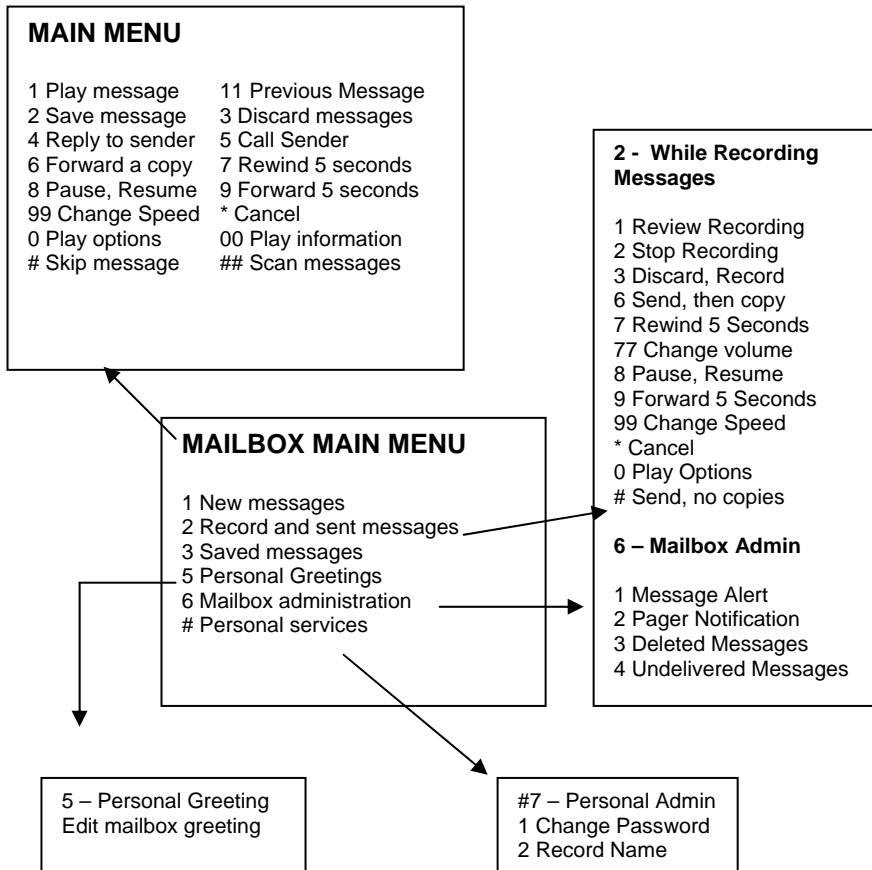 MAIN MENU
1 Play message 11 Previous Message
2 Save message 3 Discard messages
4 Reply to sender 5 Call Sender
6 Forward a copy 7 Rewind 5 seconds
8 Pause, Resume 9 Forward 5 seconds
99 Change Speed * Cancel
0 Play options 00 Play information
# Skip message ## Scan messages
2 - While Recording
Messages
1 Review Recording
2 Stop Recording
3 Discard, Record
6 Send, then copy
7 Rewind 5 Seconds
77 Change volume
8 Pause, Resume
9 Forward 5 Seconds
99 Change Speed
* Cancel
0 Play Options
# Send, no copies
6 – Mailbox Admin
1 Message Alert
2 Pager Notification
3 Deleted Messages
4 Undelivered Messages
MAILBOX MAIN MENU
1 New messages
2 Record and sent messages
3 Saved messages
5 Personal Greetings
6 Mailbox administration
# Personal services
5 – Personal Greeting
Edit mailbox greeting
#7 – Personal Admin
1 Change Password
2 Record Name